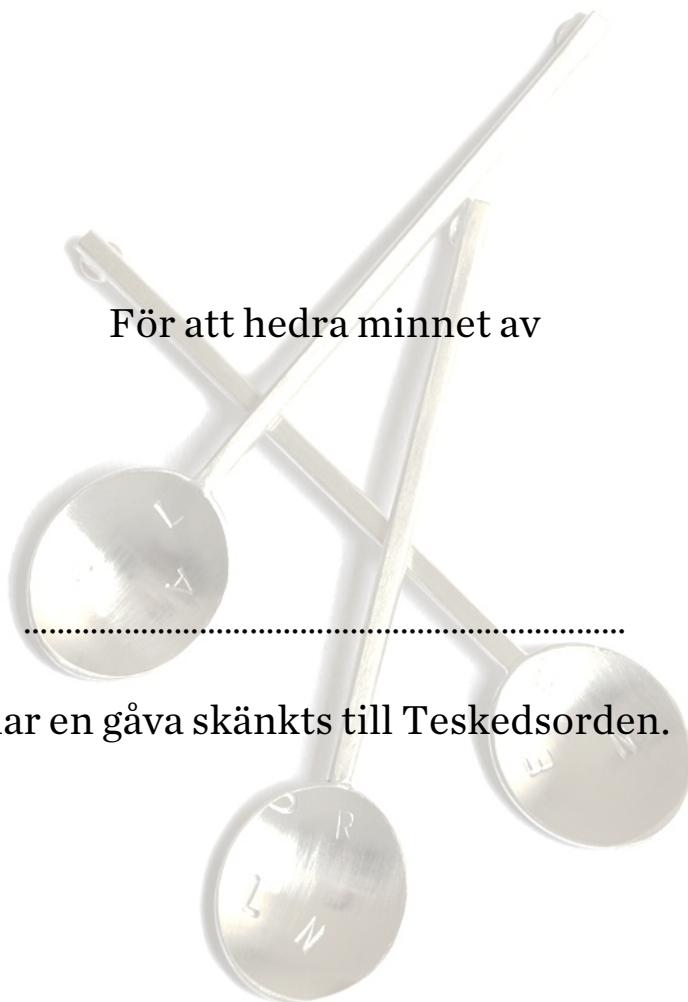 För att hedra minnet av
L
A
........................................................................................
ar en gåva skänkts till Teskedsorden.
E
R
L
N